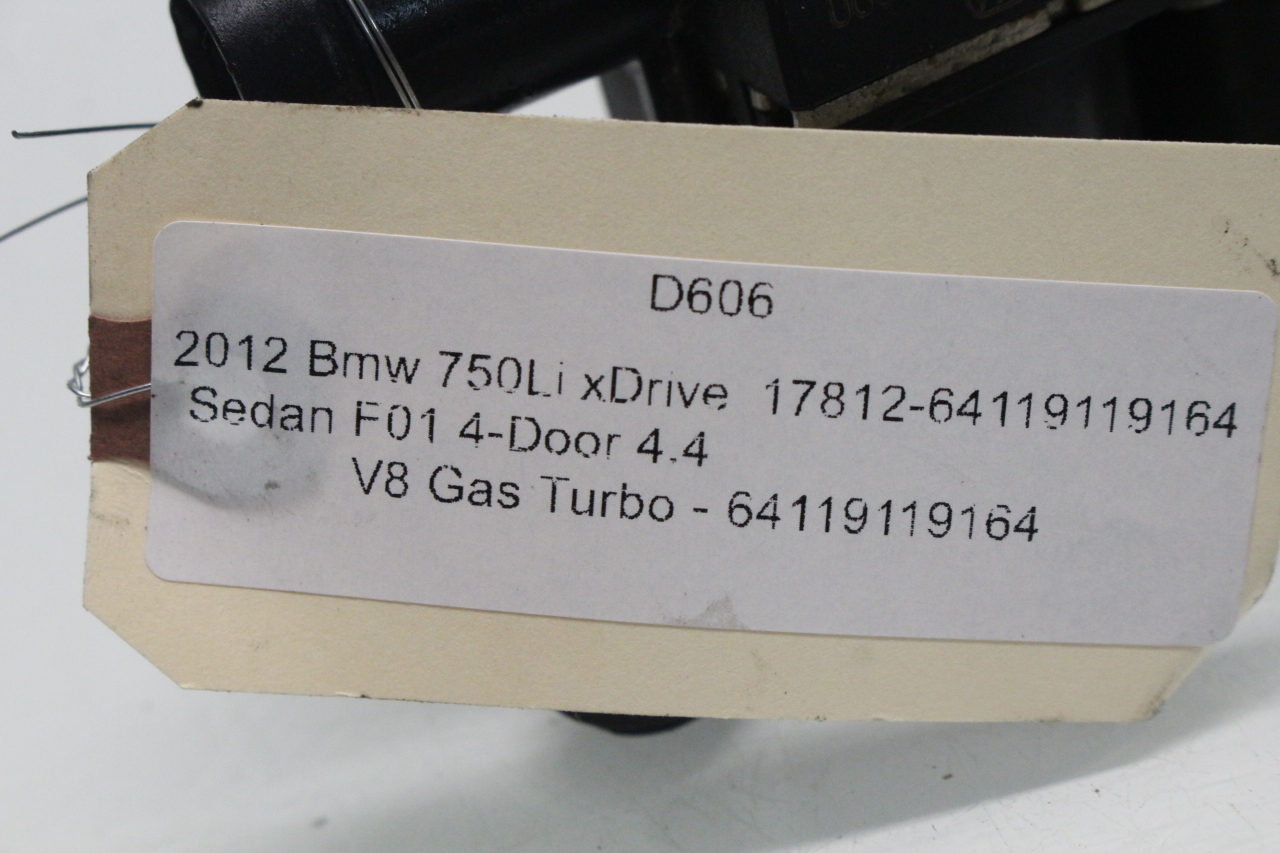 D606
2012 Bmw 750Li xDrive 17812-64119119164
Sedan F01 4-Door 4.4
V8 Gas Turbo - 64119119164